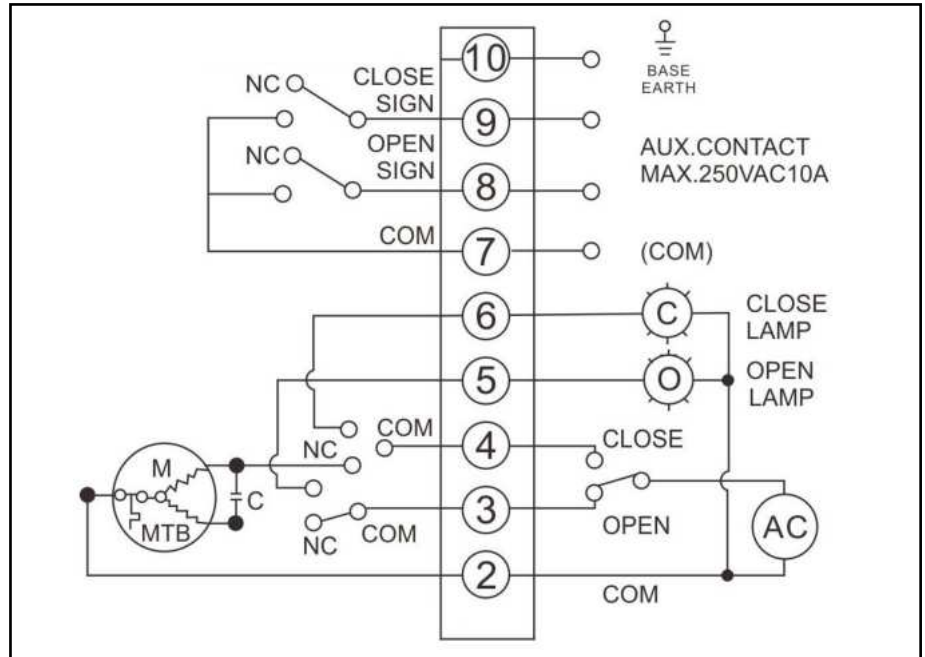 10
BASE
EARTH
NC
CLOSE
SIGN
9
NC
OPEN
SIGN
8
AUX.CONTACT
MAX.250VAC10A
COM
7
(COM)
6
C
CLOSE
LAMP
5
O
OPEN
LAMP
COM
4
CLOSE
NC
M
C
MTB
NC
COM
3
OPEN
AC
2
COM